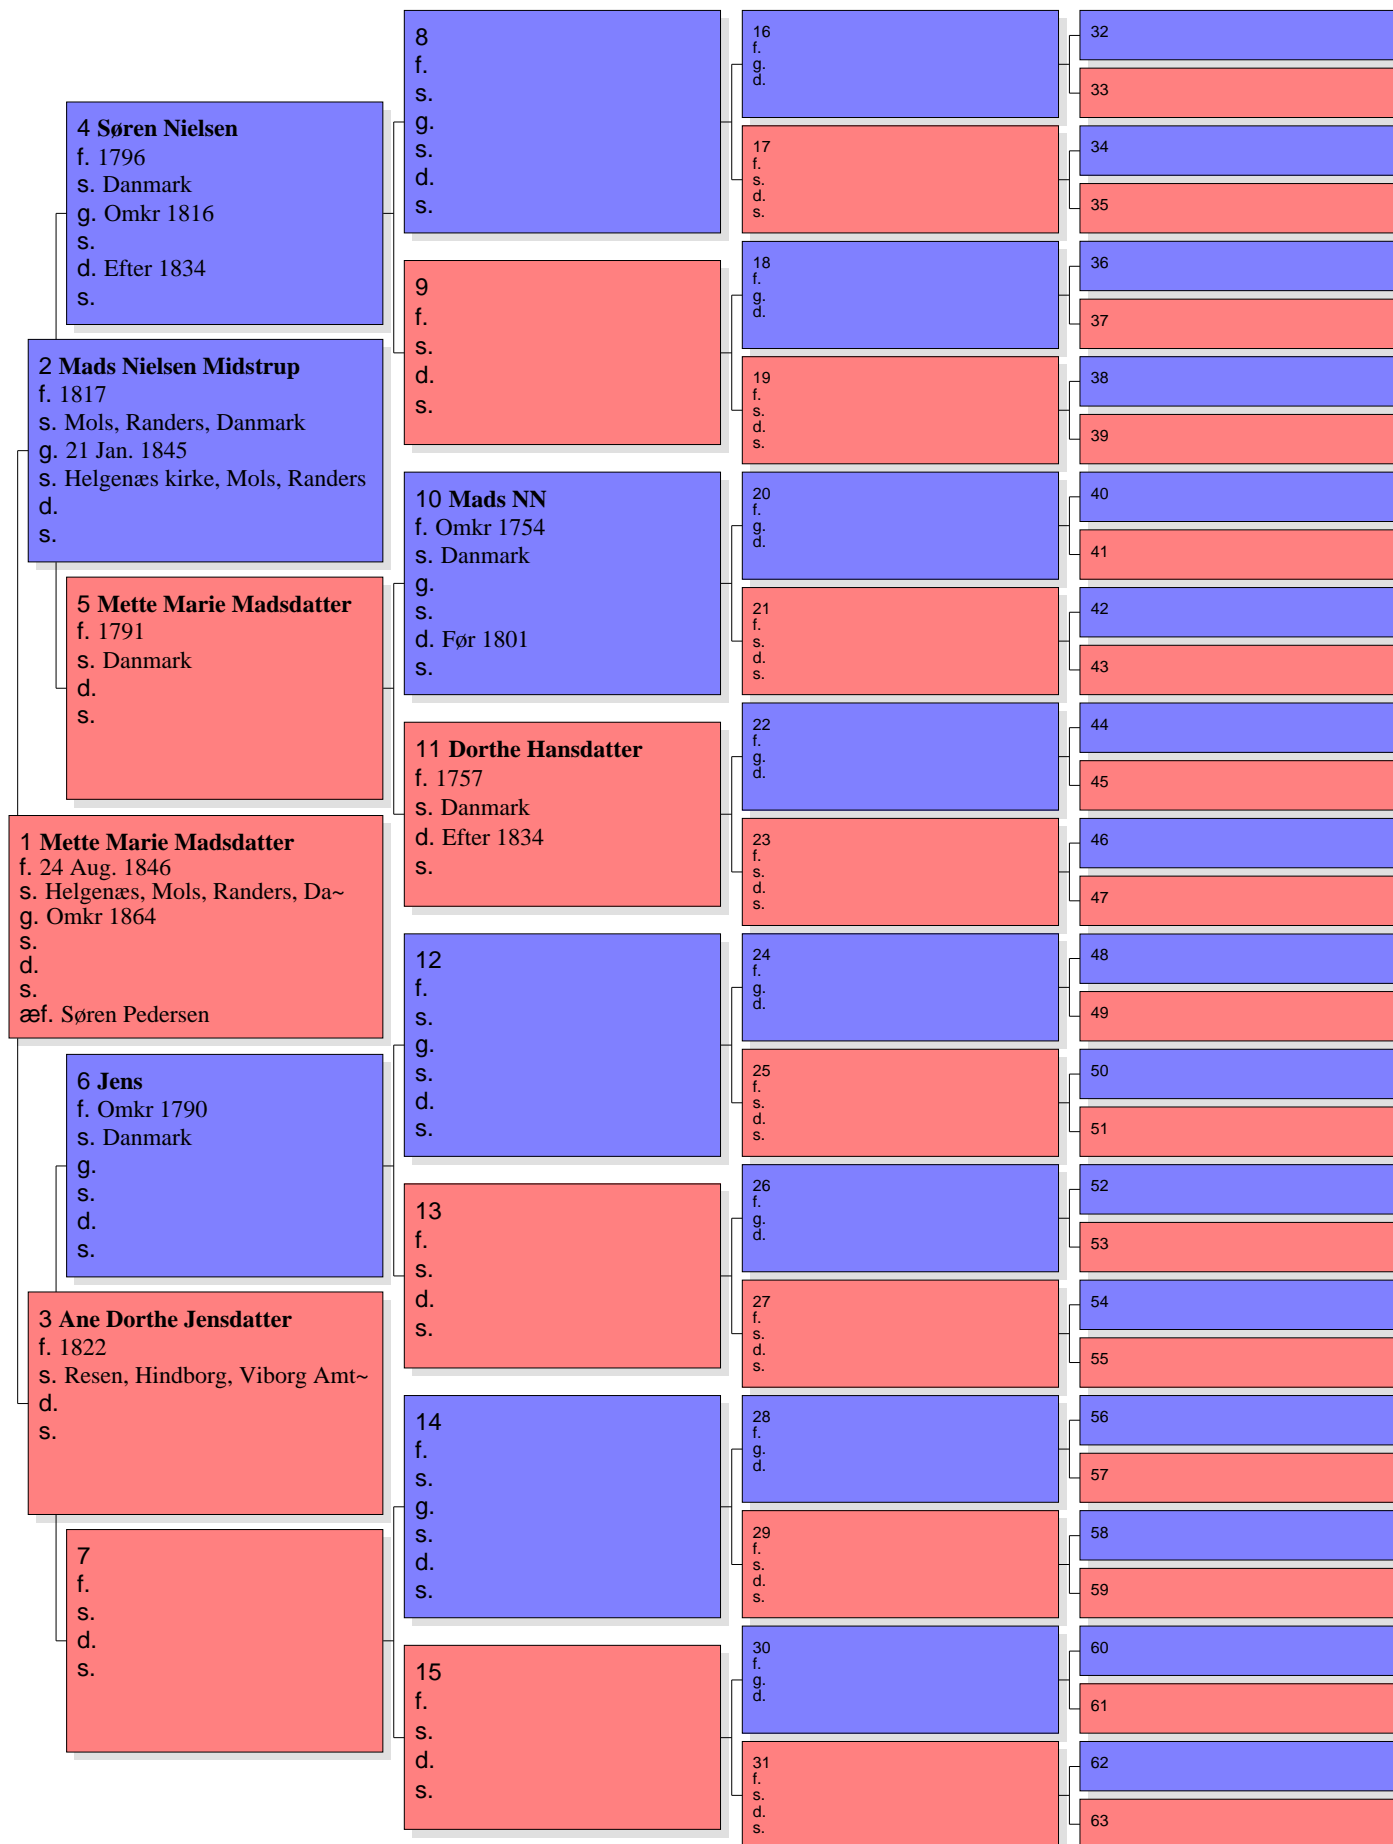 4 Søren Nielsen
f. 1796
s. Danmark
g. Omkr 1816
s.
d. Efter 1834
s.
2 Mads Nielsen Midstrup
f. 1817
s. Mols, Randers, Danmark
g. 21 Jan. 1845
s. Helgenæs kirke, Mols, Randers
d.
s.
5 Mette Marie Madsdatter
f. 1791
s. Danmark
d.
s.
1 Mette Marie Madsdatter
f. 24 Aug. 1846
s. Helgenæs, Mols, Randers, Da~
g. Omkr 1864
s.
d.
s.
æf. Søren Pedersen
6 Jens
f. Omkr 1790
s. Danmark
g.
s.
d.
s.
3 Ane Dorthe Jensdatter
f. 1822
s. Resen, Hindborg, Viborg Amt~
d.
s.
7
f.
s.
d.
s.
8
f.
s.
g.
s.
d.
s.
9
f.
s.
d.
s.
10 Mads NN
f. Omkr 1754
s. Danmark
g.
s.
d. Før 1801
s.
11 Dorthe Hansdatter
f. 1757
s. Danmark
d. Efter 1834
s.
12
f.
s.
g.
s.
d.
s.
13
f.
s.
d.
s.
14
f.
s.
g.
s.
d.
s.
15
f.
s.
d.
s.
16
f.
g.
d.
17
f.
s.
d.
s.
18
f.
g.
d.
19
f.
s.
d.
s.
20
f.
g.
d.
21
f.
s.
d.
s.
22
f.
g.
d.
23
f.
s.
d.
s.
24
f.
g.
d.
25
f.
s.
d.
s.
26
f.
g.
d.
27
f.
s.
d.
s.
28
f.
g.
d.
29
f.
s.
d.
s.
30
f.
g.
d.
31
f.
s.
d.
s.
32
33
34
35
36
37
38
39
40
41
42
43
44
45
46
47
48
49
50
51
52
53
54
55
56
57
58
59
60
61
62
63